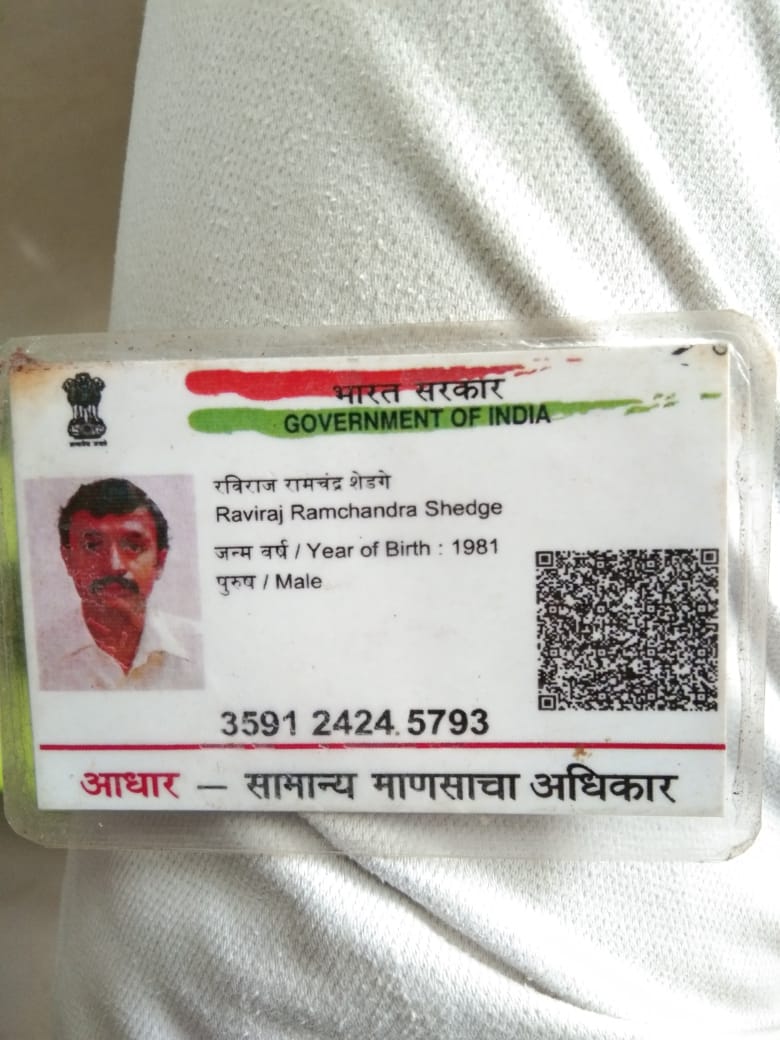 भारत सरकार
GOVERNMENT OF INDIA
रविराज रामचंद्र शेडगे
Raviraj Ramchandra Shedge
जन्म वर्ष / Year of Birth : 1981
पुरुष / Male
3591 2424 5793
आधार — सामान्य माणसाचा अधिकार